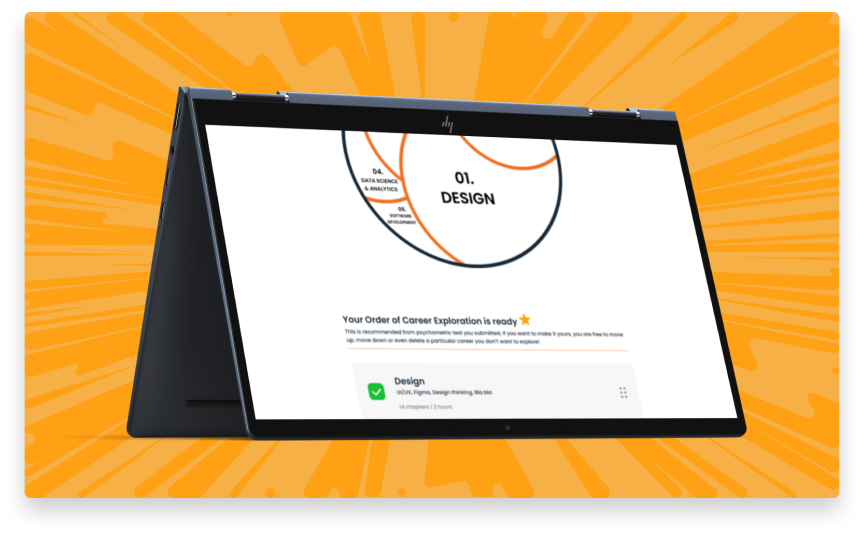 hp
01.
DESIGN
04.
DATA SCIENCE
& ANALYTICS
05.
SOFTWARE
DEVELOPMENT
Your Order of Career Exploration is ready
This is recommended from psychometric test you submitted. If you want to make it yours, you are free to move
up, move down or even delete a particular career you don't want to explore!
Design
UI/UX, Figma, Design thinking, Bla bla
14 chapters | 2 hours